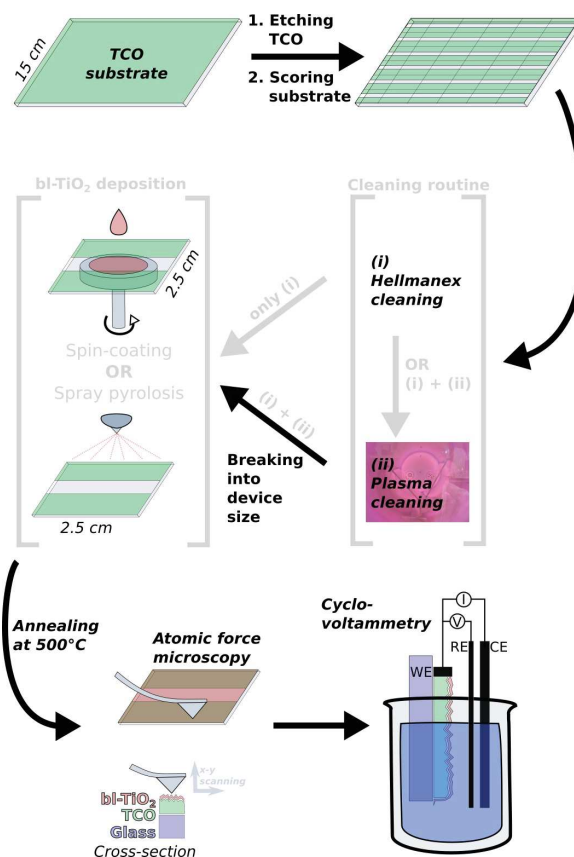 15 cm
TCO
substrate
1. Etching
TCO
2. Scoring
substrate
bl-TiO₂ deposition
2.5 cm
Spin-coating
OR
Spray pyrolosis
2.5 cm
Cleaning routine
(i)
Hellmanex
cleaning
only (i)
OR
(i) + (ii)
(i) + (ii)
(ii)
Plasma
cleaning
Breaking
into
device
size
Annealing
at 500°C
Atomic force
microscopy
x-y
scanning
bl-TiO₂
TCO
Glass
Cross-section
Cyclo-
voltammetry
I
V
RE
CE
WE